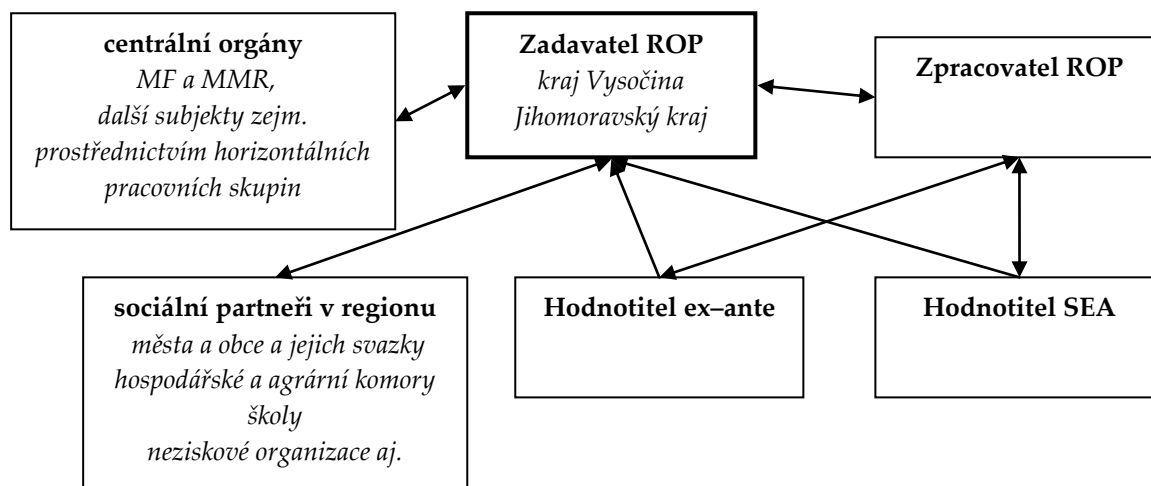 centrální orgány
MF a MMR,
další subjekty zejm.
prostřednictvím horizontálních
pracovních skupin
Zadavatel ROP
kraj Vysočina
Jihomoravský kraj
Zpracovatel ROP
sociální partneři v regionu
města a obce a jejich svazky
hospodářské a agrární komory
školy
neziskové organizace aj.
Hodnotitel ex–ante
Hodnotitel SEA